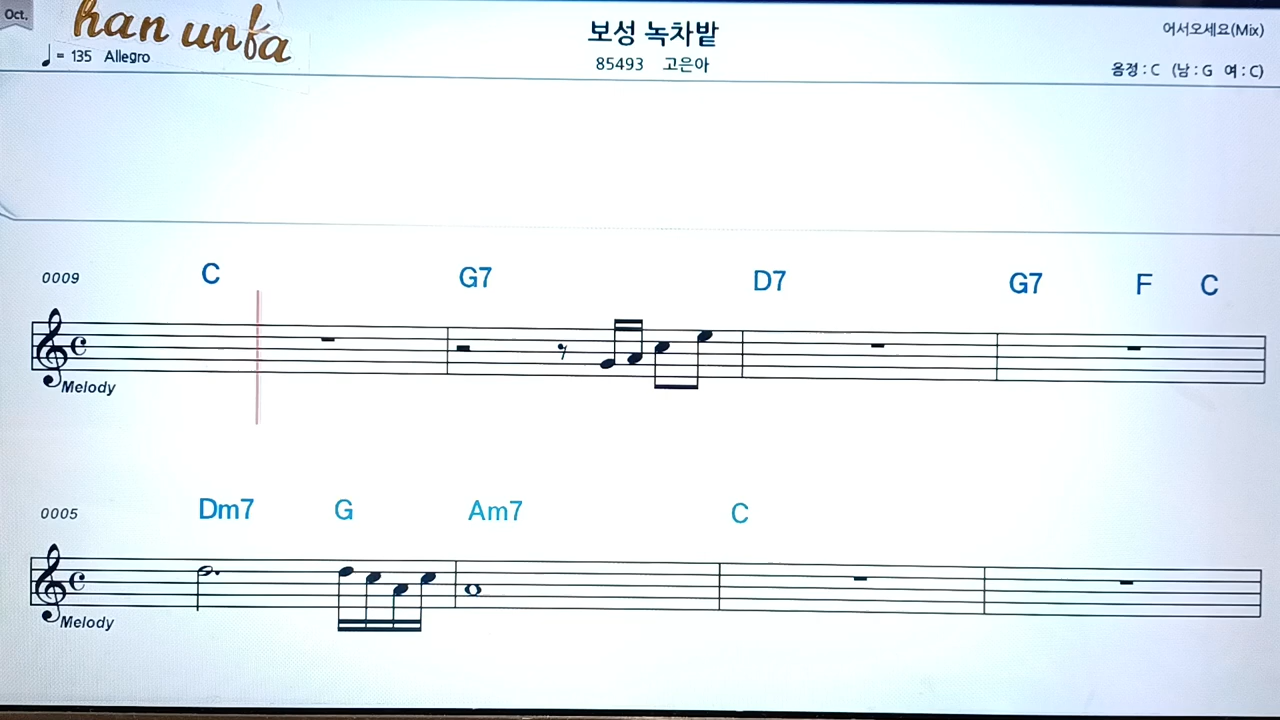 Oct.
han unfa
♩= 135 Allegro
보성 녹차밭
85493 고은아
어서오세요(Mix)
음정 : C (남 : G 여 : C)
0009 C G7 D7 G7 F C
Melody
0005 Dm7 G Am7 C
Melody